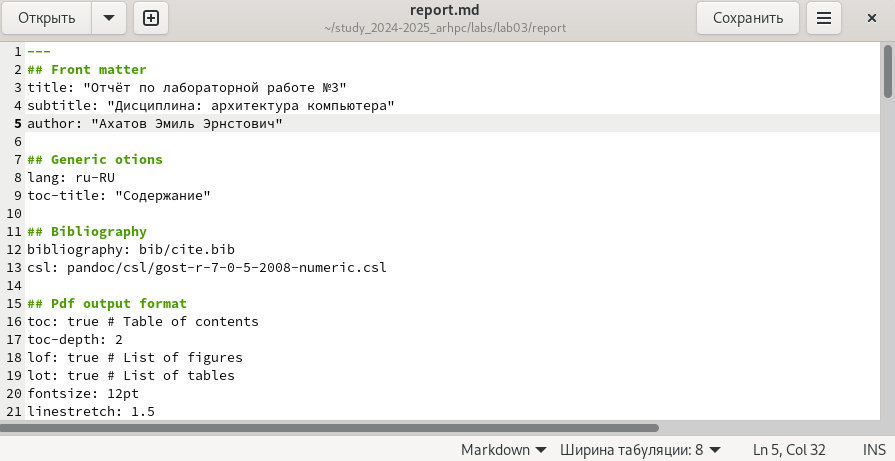 Открыть
report.md
~/study_2024-2025_arhpc/labs/lab03/report
Сохранить
1 ---
2 ## Front matter
3 title: "Отчёт по лабораторной работе №3"
4 subtitle: "Дисциплина: архитектура компьютера"
5 author: "Ахатов Эмиль Эрнстович"
6
7 ## Generic otions
8 lang: ru-RU
9 toc-title: "Содержание"
10
11 ## Bibliography
12 bibliography: bib/cite.bib
13 csl: pandoc/csl/gost-r-7-0-5-2008-numeric.csl
14
15 ## Pdf output format
16 toc: true # Table of contents
17 toc-depth: 2
18 lof: true # List of figures
19 lot: true # List of tables
20 fontsize: 12pt
21 linestretch: 1.5
Markdown Ширина табуляции: 8 Ln 5, Col 32 INS